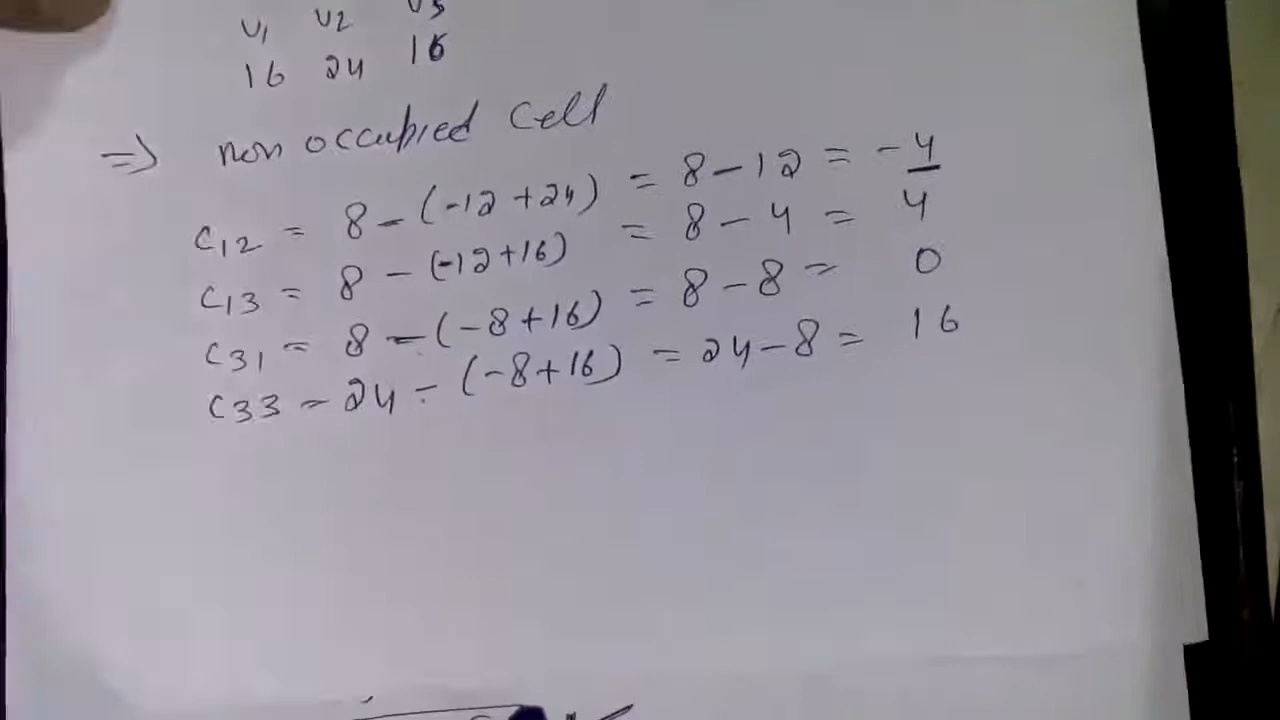 V1 V2 V3
16 24 16
=> non occupied cell
C12 = 8 - (-12 + 24) = 8 - 12 = -4
C13 = 8 - (-12 + 16) = 8 - 4 = 4
C31 = 8 - (-8 + 16) = 8 - 8 = 0
C33 = 24 - (-8 + 16) = 24 - 8 = 16